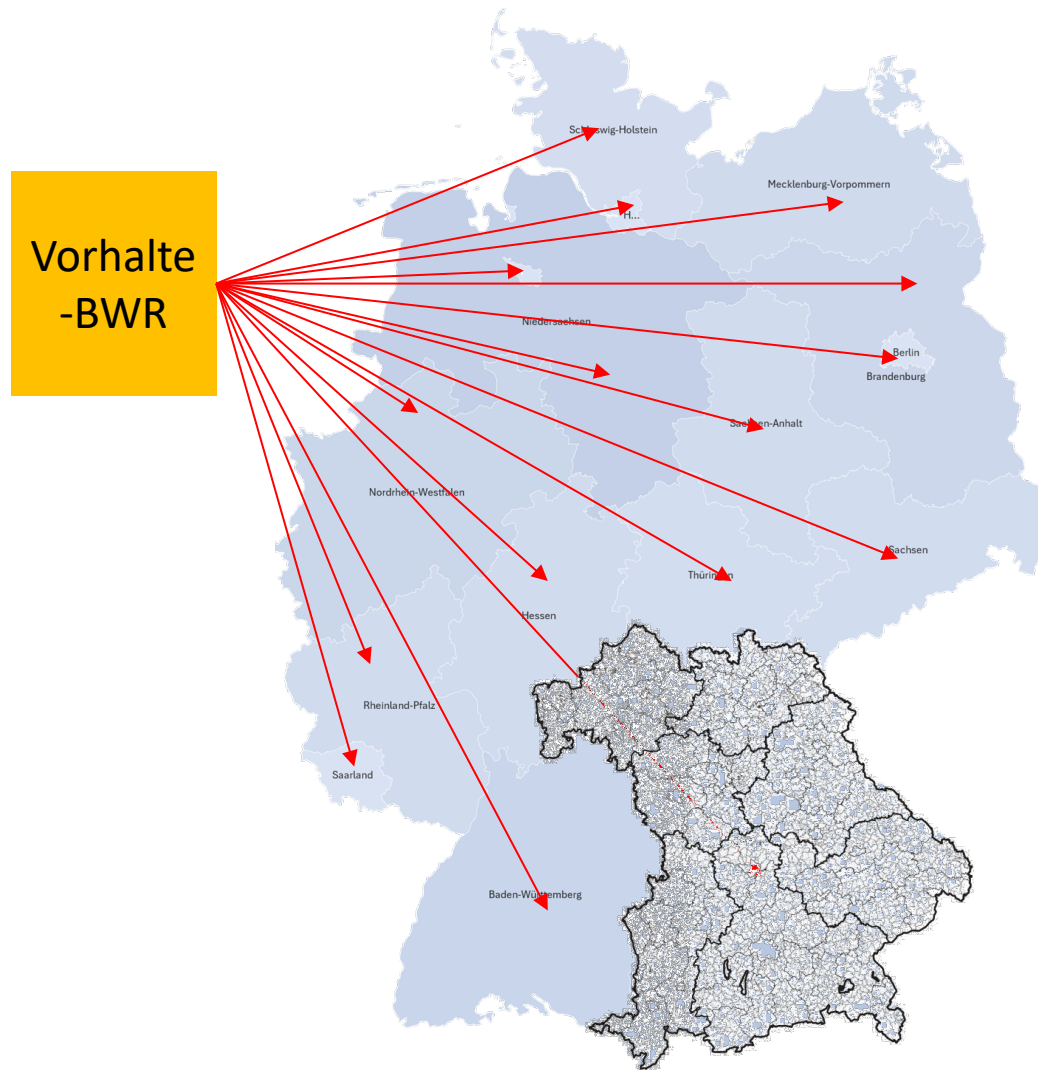 Vorhalte
-BWR
Schleswig-Holstein
Mecklenburg-Vorpommern
H...
Niedersachsen
Berlin
Brandenburg
Sachsen-Anhalt
Nordrhein-Westfalen
Sachsen
Thüringen
Hessen
Rheinland-Pfalz
Saarland
Baden-Württemberg